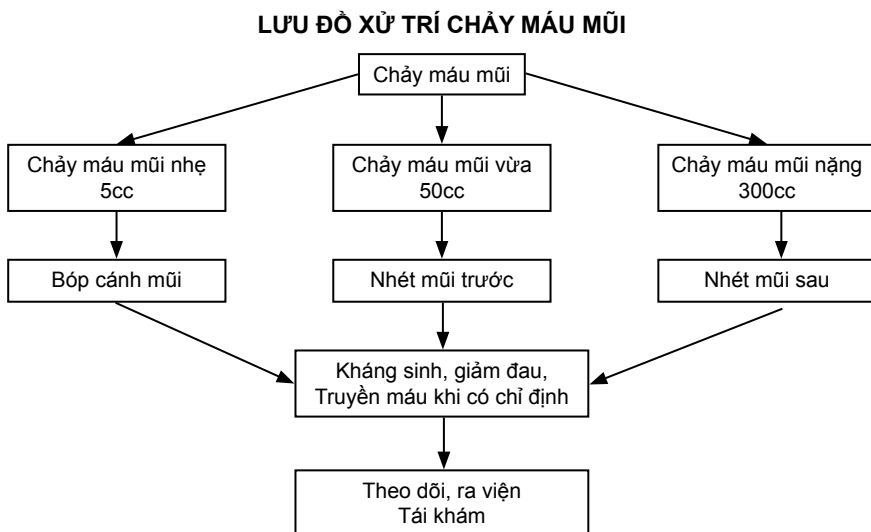 LƯU ĐỒ XỬ TRÍ CHẢY MÁU MŨI
Chảy máu mũi
Chảy máu mũi nhẹ
5cc
Chảy máu mũi vừa
50cc
Chảy máu mũi nặng
300cc
Bóp cánh mũi
Nhét mũi trước
Nhét mũi sau
Kháng sinh, giảm đau,
Truyền máu khi có chỉ định
Theo dõi, ra viện
Tái khám